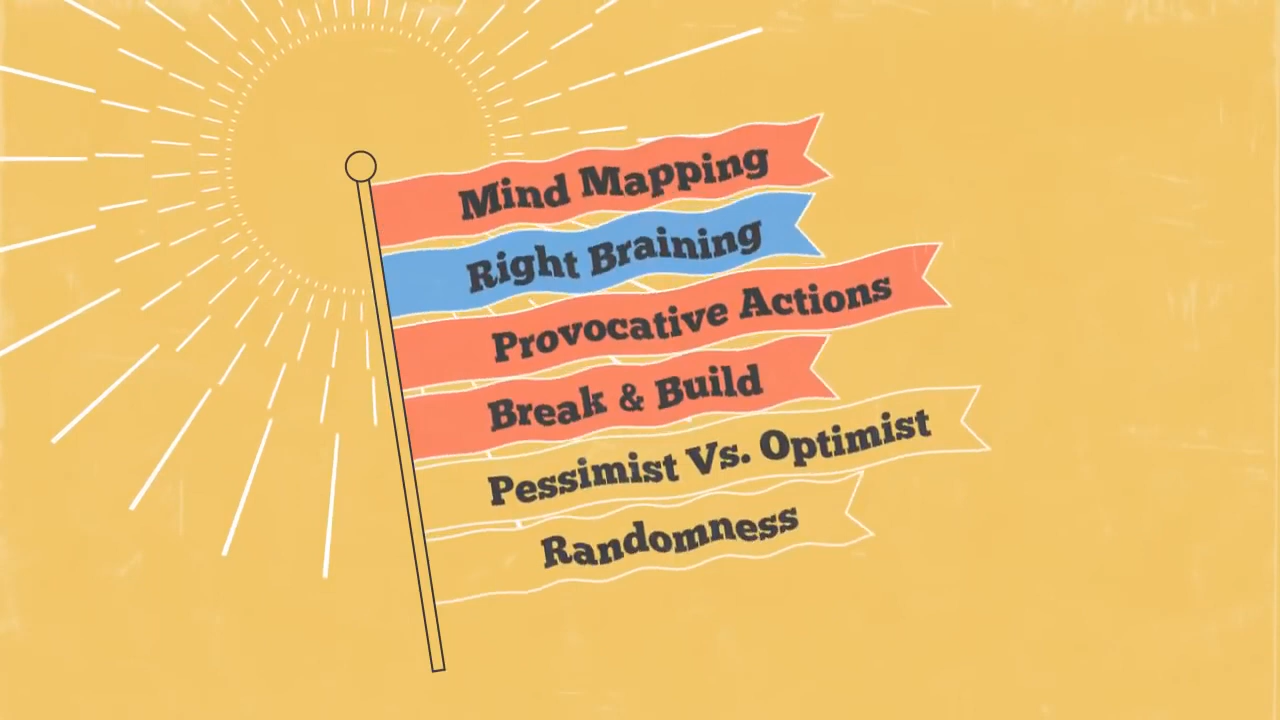 Mind Mapping
Right Braining
Provocative Actions
Break & Build
Pessimist Vs. Optimist
Randomness